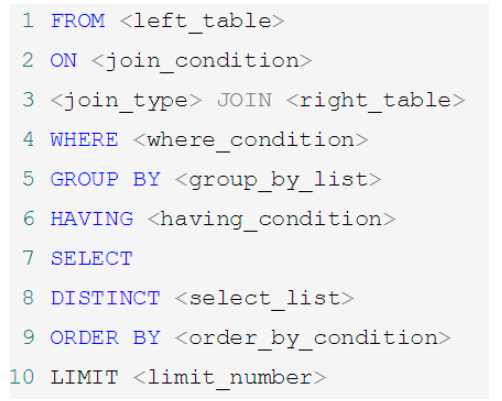 1 FROM <left_table>
2 ON <join_condition>
3 <join_type> JOIN <right_table>
4 WHERE <where_condition>
5 GROUP BY <group_by_list>
6 HAVING <having_condition>
7 SELECT
8 DISTINCT <select_list>
9 ORDER BY <order_by_condition>
10 LIMIT <limit_number>